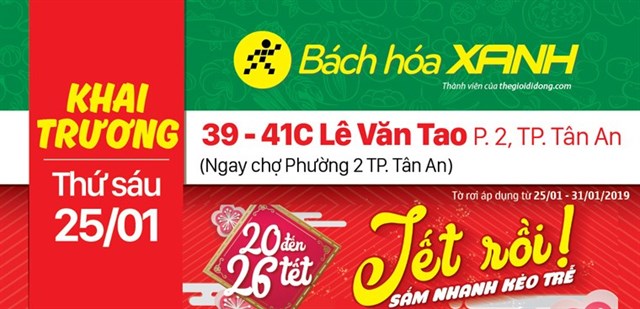 Bách hóa XANH
Thành viên của thegioididong.com
KHAI
TRƯƠNG
Thứ sáu
25/01
39 - 41C Lê Văn Tao P. 2, TP. Tân An
(Ngay chợ Phường 2 TP. Tân An)
Tờ rơi áp dụng từ 25/01 - 31/01/2019
20 đến
26 tết
Tết rồi!
SẮM NHANH KẺO TRỄ